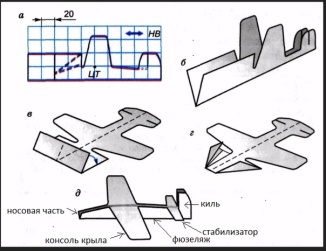 а
20
НВ
ЦТ
б
в
г
д
киль
носовая часть
стабилизатор
фюзеляж
консоль крыла